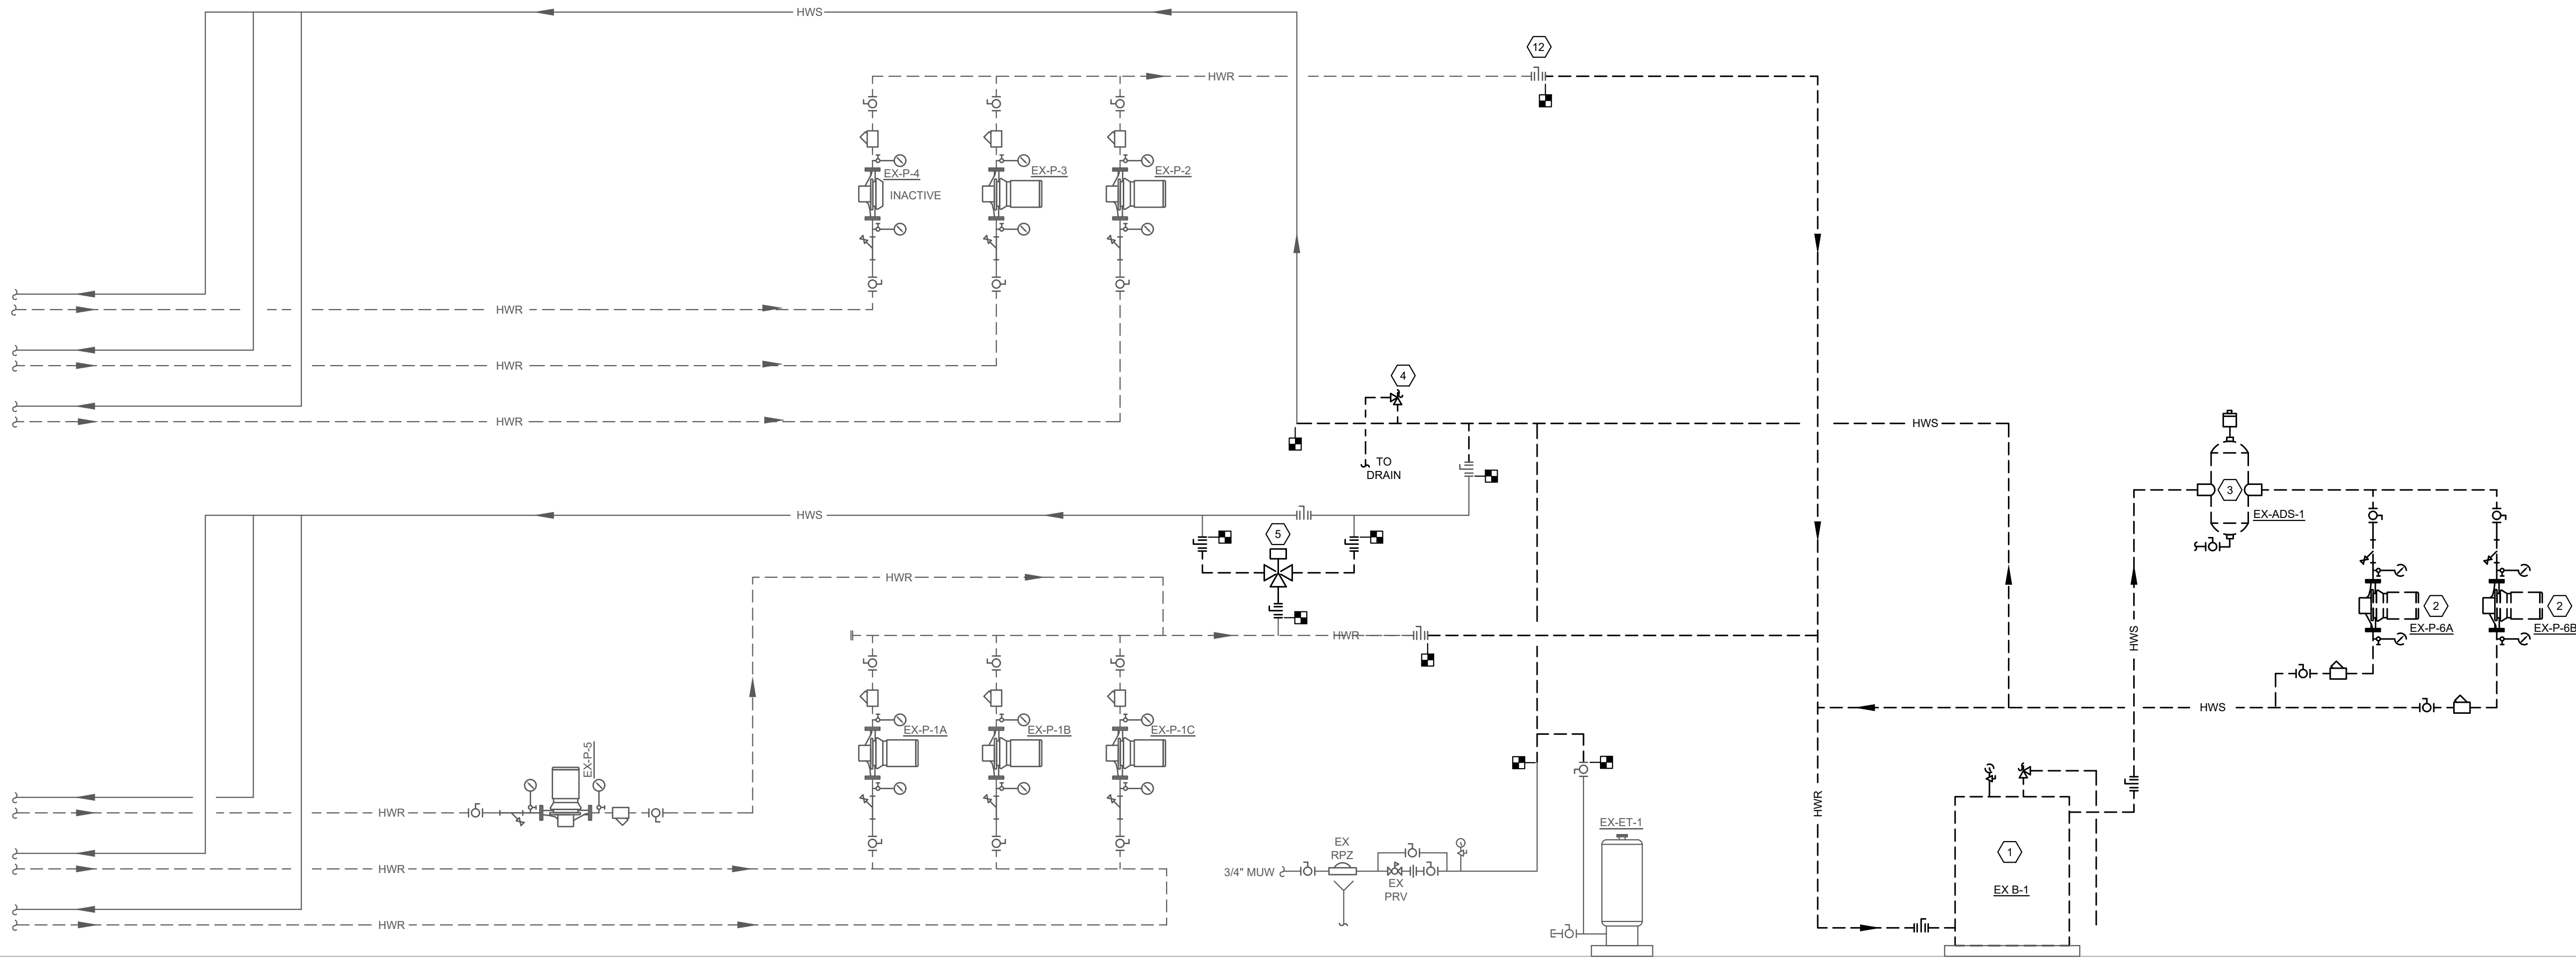 HWS
12
HWR
EX-P-4
INACTIVE
EX-P-3
EX-P-2
HWR
HWR
HWR
4
TO
DRAIN
HWS
3
EX-ADS-1
HWS
5
HWR
HWR
2
EX-P-6A
2
EX-P-6B
HWS
HWS
EX-P-1A
EX-P-1B
EX-P-1C
EX-P-5
HWR
HWR
HWR
HWR
3/4" MUW
EX
RPZ
EX
PRV
EX-ET-1
1
EX B-1